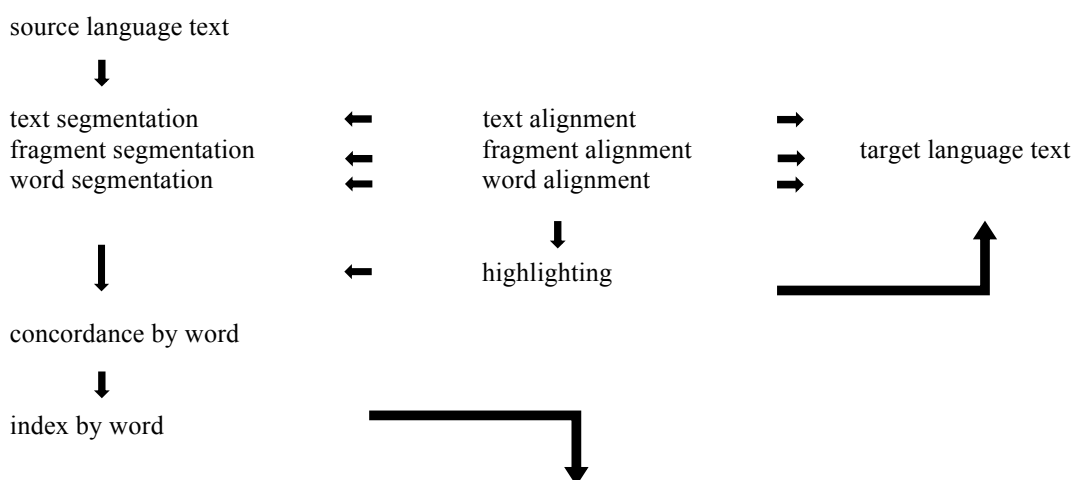 source language text
text segmentation text alignment
fragment segmentation fragment alignment target language text
word segmentation word alignment
highlighting
concordance by word
index by word